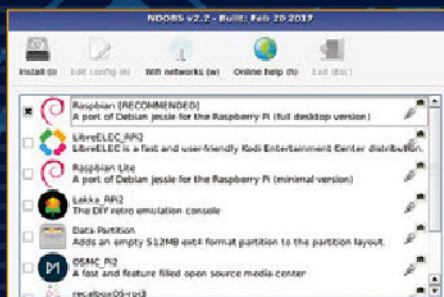 NOOBS v2.2 - Built: Feb 20 2017
Install (i)
Edit config (e)
Wifi networks (w)
Online help (h)
Exit (Esc)
Raspbian [RECOMMENDED]
A port of Debian jessie for the Raspberry Pi (full desktop version)
LibreELEC_RPi2
LibreELEC is a fast and user-friendly Kodi Entertainment Center distribution.
Raspbian Lite
A port of Debian jessie for the Raspberry Pi (minimal version)
Lakka_RPi2
The DIY retro emulation console
Data Partition
Adds an empty 512MB ext4 format partition to the partition layout.
OSMC_Pi2
A fast and feature filled open source media center
recalboxOS-rpi3